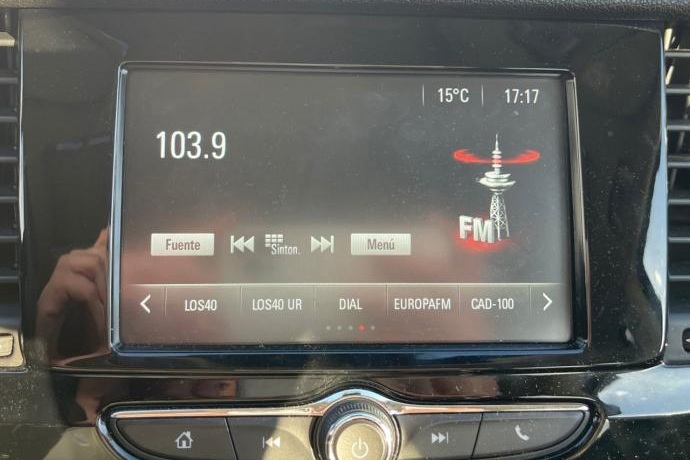 15°C 17:17
103.9
FM
Fuente Sinton. Menú
LOS40 LOS40 UR DIAL EUROPAFM CAD-100